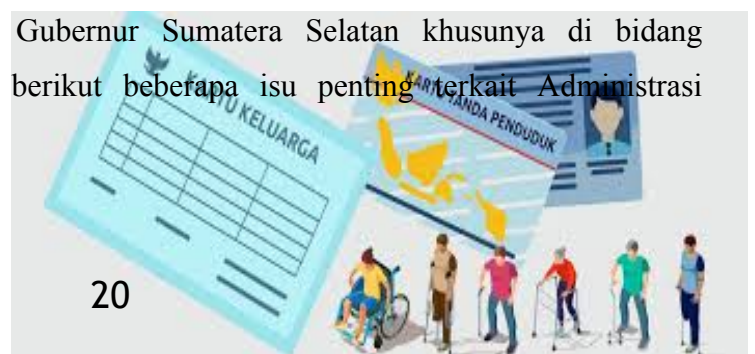 Gubernur Sumatera Selatan khusunya di bidang
berikut beberapa isu penting terkait Administrasi
KARTU KELUARGA
KARTU TANDA PENDUDUK
20